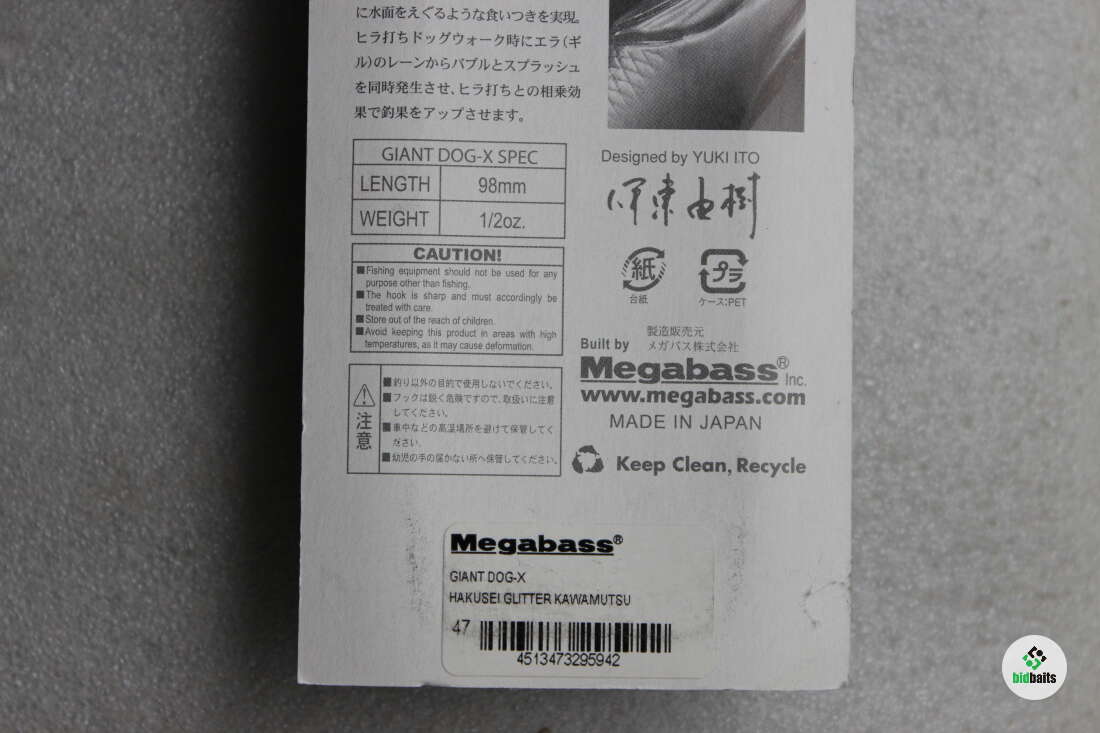 に水面をえぐるような食いつきを実現。
ヒラ打ちドッグウォーク時にエラ(ギ
ル)のレーンからバブルとスプラッシュ
を同時発生させ、ヒラ打ちとの相乗効
果で釣果をアップさせます。
GIANT DOG-X SPEC
LENGTH 98mm
WEIGHT 1/2oz.
CAUTION!
■Fishing equipment should not be used for any
purpose other than fishing.
■The hook is sharp and must accordingly be
treated with care.
■Store out of the reach of children.
■Avoid keeping this product in areas with high
temperatures, as it may cause deformation.
注意
■釣り以外の目的で使用しないでください。
■フックは鋭く危険ですので、取扱いに注意
してください。
■車中などの高温場所を避けて保管してく
ださい。
■幼児の手の届かない所へ保管してください。
Designed by YUKI ITO
伊東由樹
紙
台紙
プラ
ケース:PET
製造販売元
Built by メガバス株式会社
Megabass® Inc.
www.megabass.com
MADE IN JAPAN
Keep Clean, Recycle
Megabass®
GIANT DOG-X
HAKUSEI GLITTER KAWAMUTSU
47
4513473295942
bidbaits